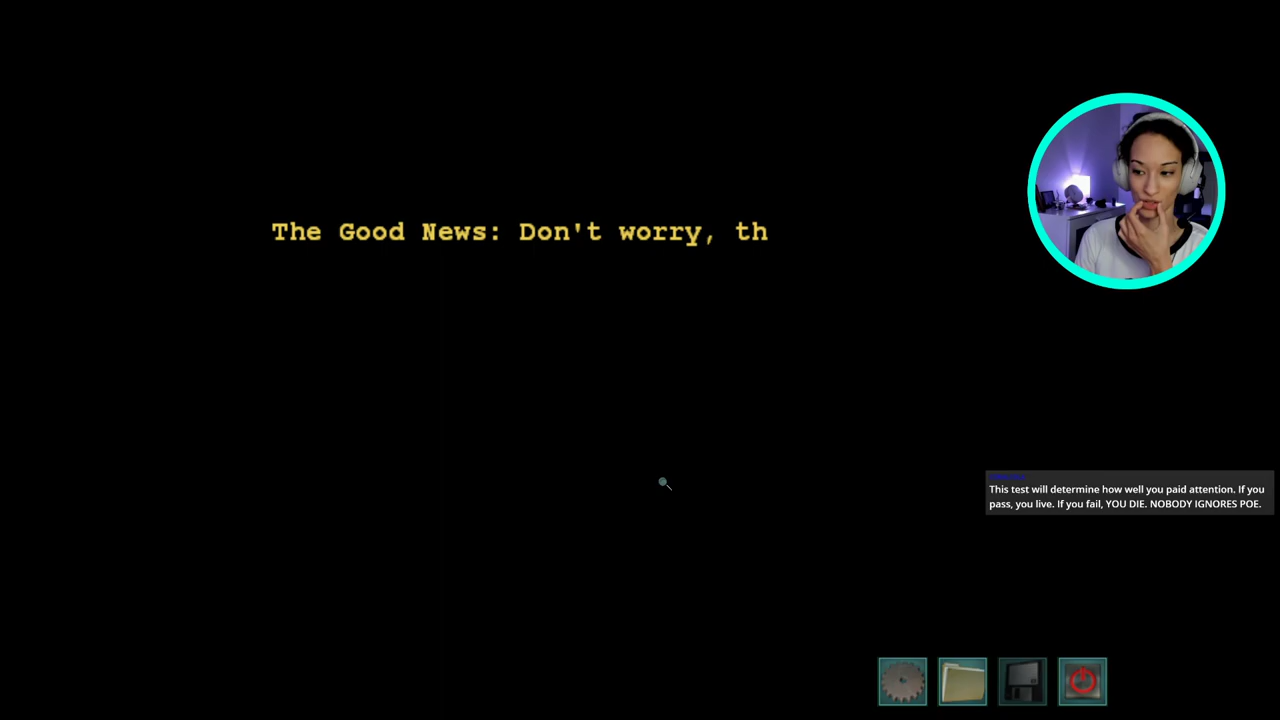 The Good News: Don't worry, th
This test will determine how well you paid attention. If you
pass, you live. If you fail, YOU DIE. NOBODY IGNORES POE.